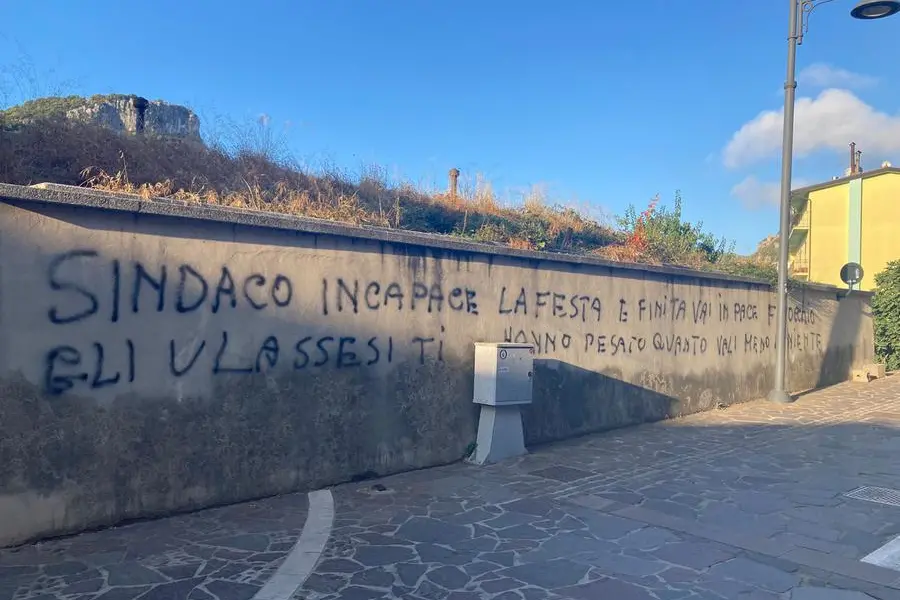 SINDACO INCAPACE LA FESTA E FINITA VAI IN PACE
GLI ULASSESI TI HANNO PESATO QUANTO VALI MENO DI NIENTE